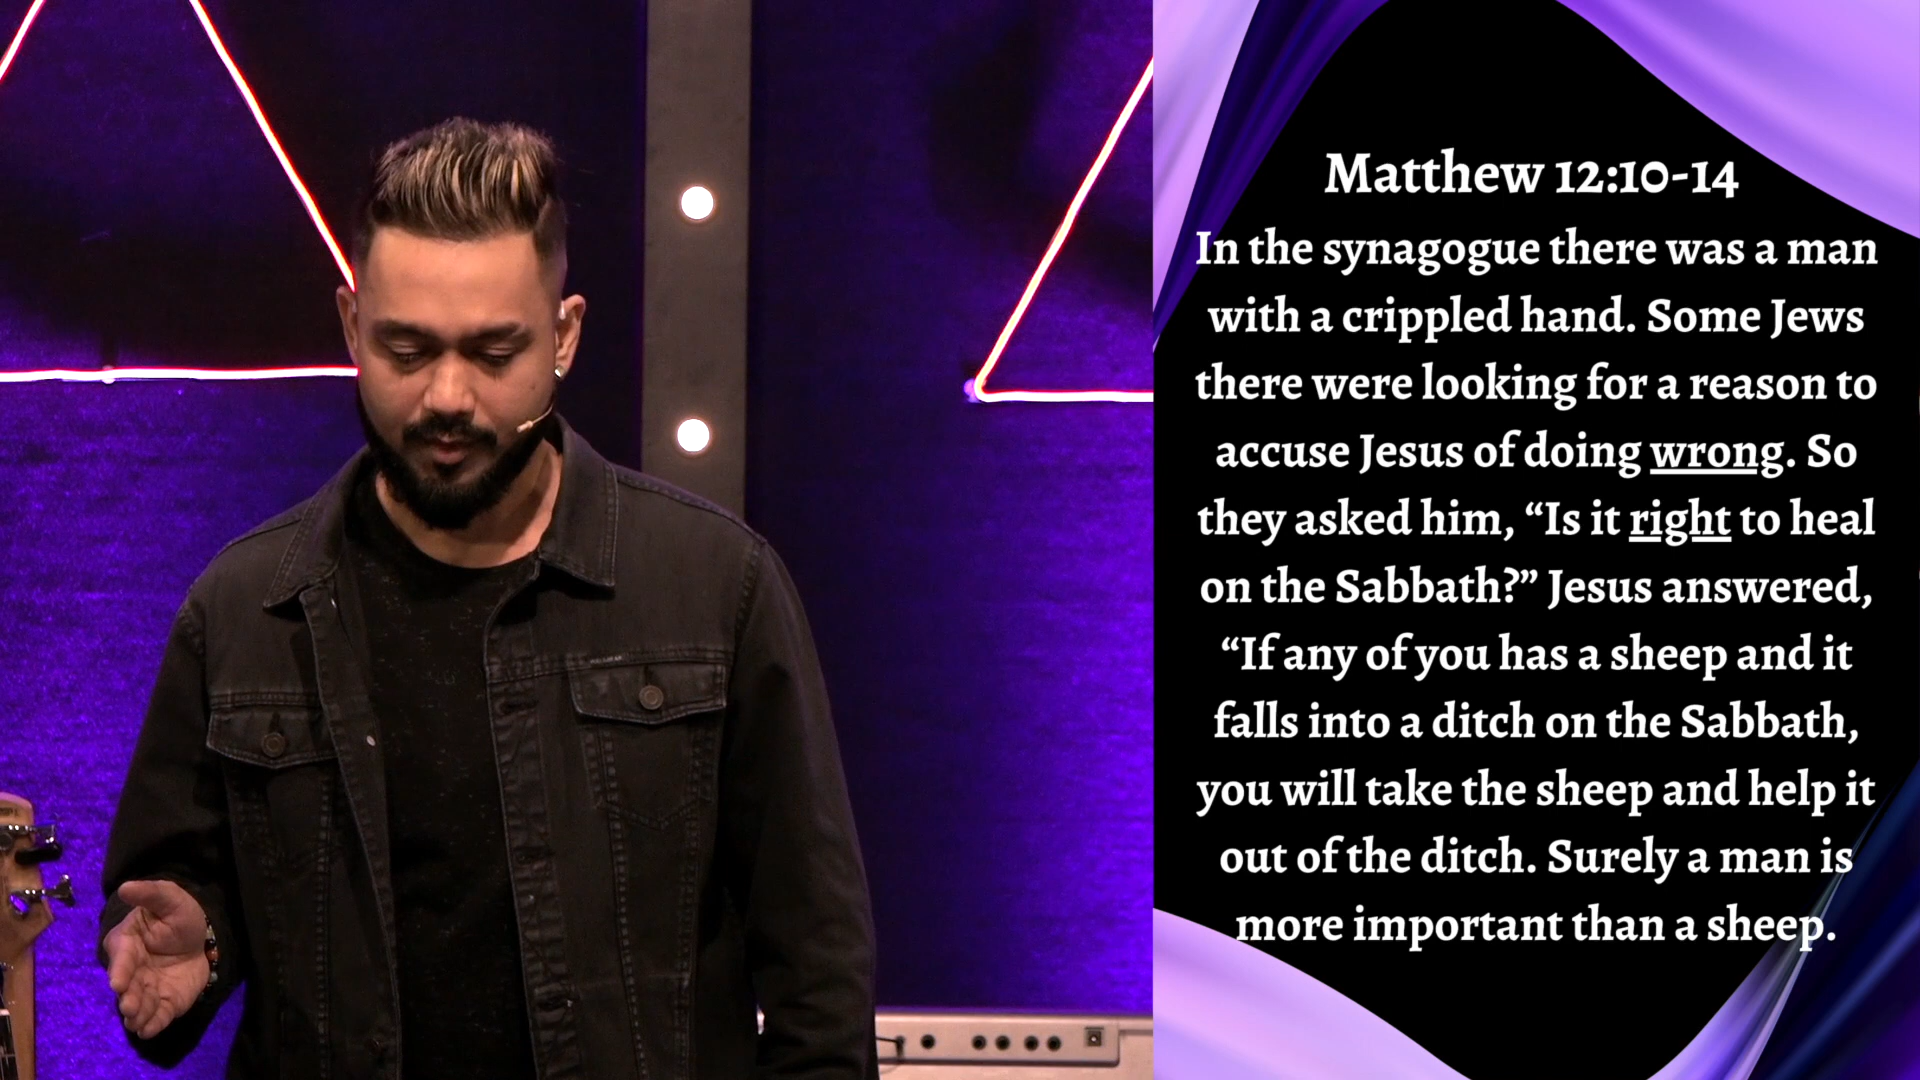 Matthew 12:10-14
In the synagogue there was a man
with a crippled hand. Some Jews
there were looking for a reason to
accuse Jesus of doing wrong. So
they asked him, “Is it right to heal
on the Sabbath?” Jesus answered,
“If any of you has a sheep and it
falls into a ditch on the Sabbath,
you will take the sheep and help it
out of the ditch. Surely a man is
more important than a sheep.